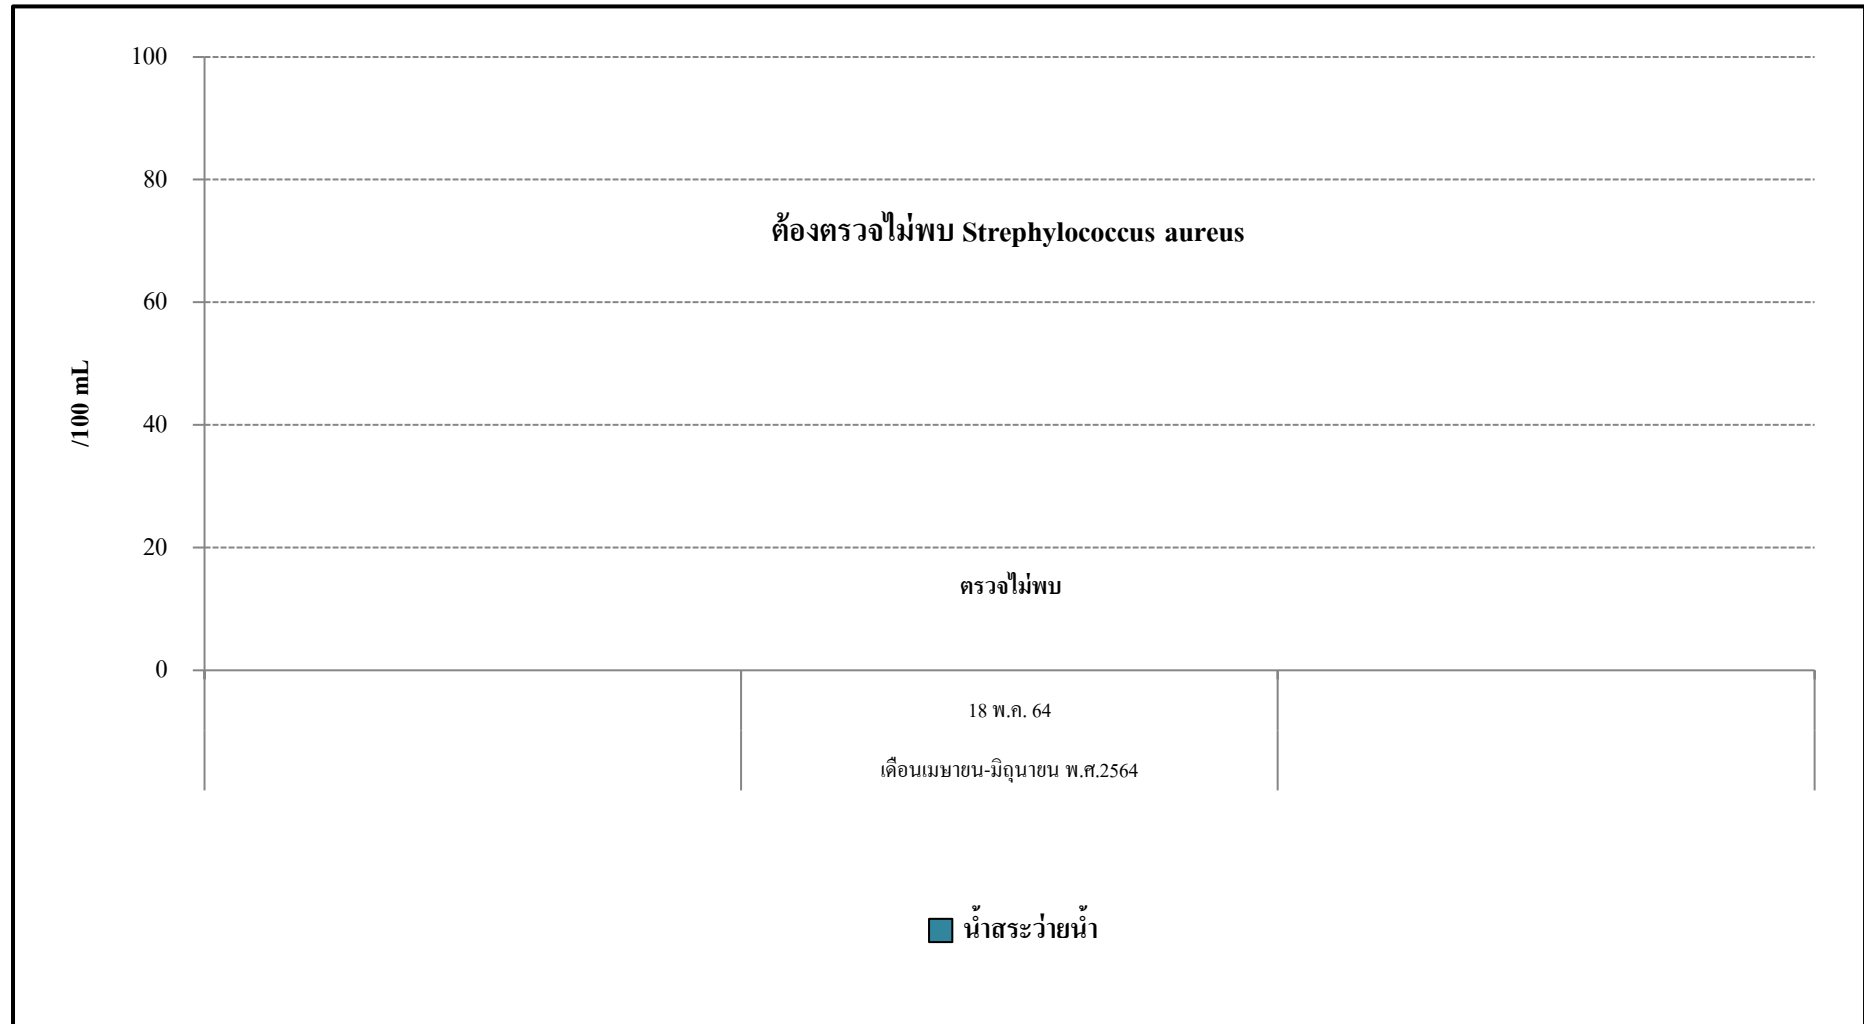 100
80
ต้องตรวจไม่พบ Strephylococcus aureus
60
/100 mL
40
20
ตรวจไม่พบ
0
18 พ.ค. 64
เดือนเมษายน-มิถุนายน พ.ศ.2564
น้ำสระว่ายน้ำ